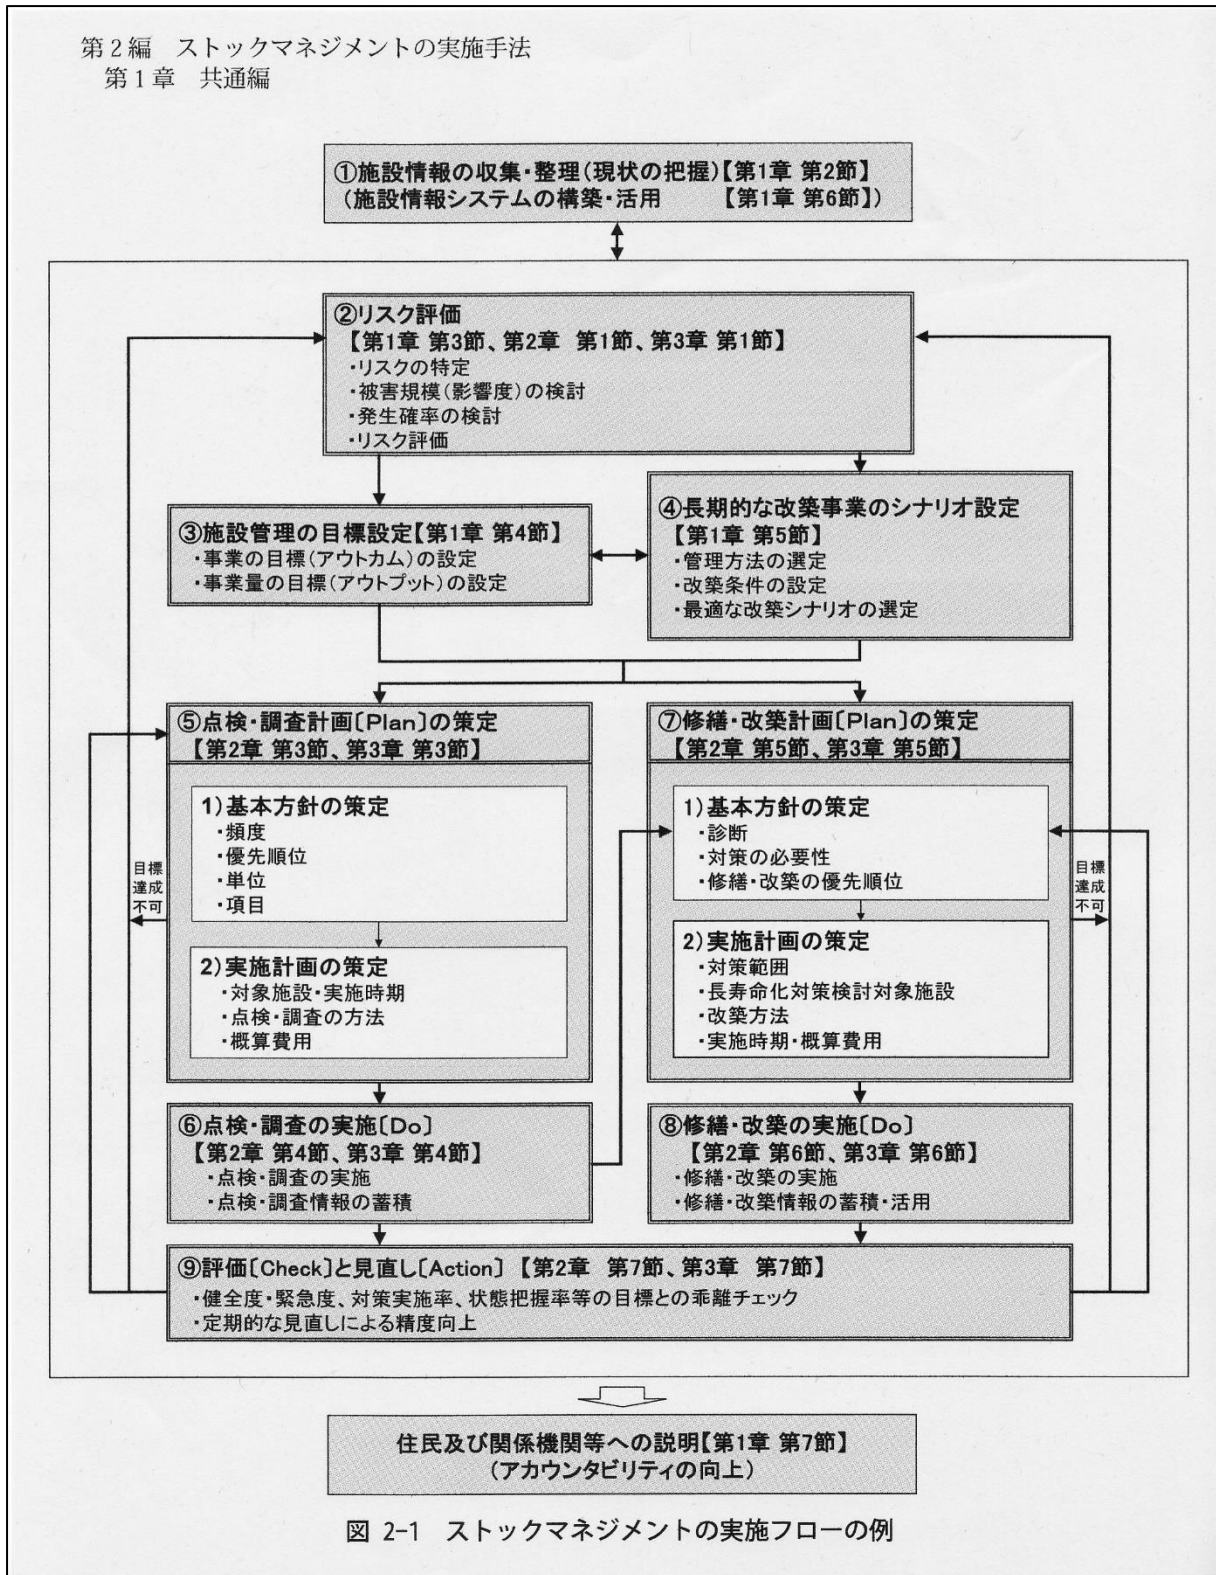 第2編　ストックマネジメントの実施手法
第1章　共通編
①施設情報の収集・整理(現状の把握)【第1章 第2節】
(施設情報システムの構築・活用　　【第1章 第6節】)
②リスク評価
【第1章 第3節、第2章 第1節、第3章 第1節】
・リスクの特定
・被害規模(影響度)の検討
・発生確率の検討
・リスク評価
③施設管理の目標設定【第1章 第4節】
・事業の目標(アウトカム)の設定
・事業量の目標(アウトプット)の設定
④長期的な改築事業のシナリオ設定
【第1章 第5節】
・管理方法の選定
・改築条件の設定
・最適な改築シナリオの選定
⑤点検・調査計画〔Plan〕の策定
【第2章 第3節、第3章 第3節】
1)基本方針の策定
・頻度
・優先順位
・単位
・項目
目標
達成
不可
2)実施計画の策定
・対象施設・実施時期
・点検・調査の方法
・概算費用
⑦修繕・改築計画〔Plan〕の策定
【第2章 第5節、第3章 第5節】
1)基本方針の策定
・診断
・対策の必要性
・修繕・改築の優先順位
目標
達成
不可
2)実施計画の策定
・対策範囲
・長寿命化対策検討対象施設
・改築方法
・実施時期・概算費用
⑥点検・調査の実施〔Do〕
【第2章 第4節、第3章 第4節】
・点検・調査の実施
・点検・調査情報の蓄積
⑧修繕・改築の実施〔Do〕
【第2章 第6節、第3章 第6節】
・修繕・改築の実施
・修繕・改築情報の蓄積・活用
⑨評価〔Check〕と見直し〔Action〕【第2章 第7節、第3章 第7節】
・健全度・緊急度、対策実施率、状態把握率等の目標との乖離チェック
・定期的な見直しによる精度向上
住民及び関係機関等への説明【第1章 第7節】
(アカウンタビリティの向上)
図 2-1　ストックマネジメントの実施フローの例